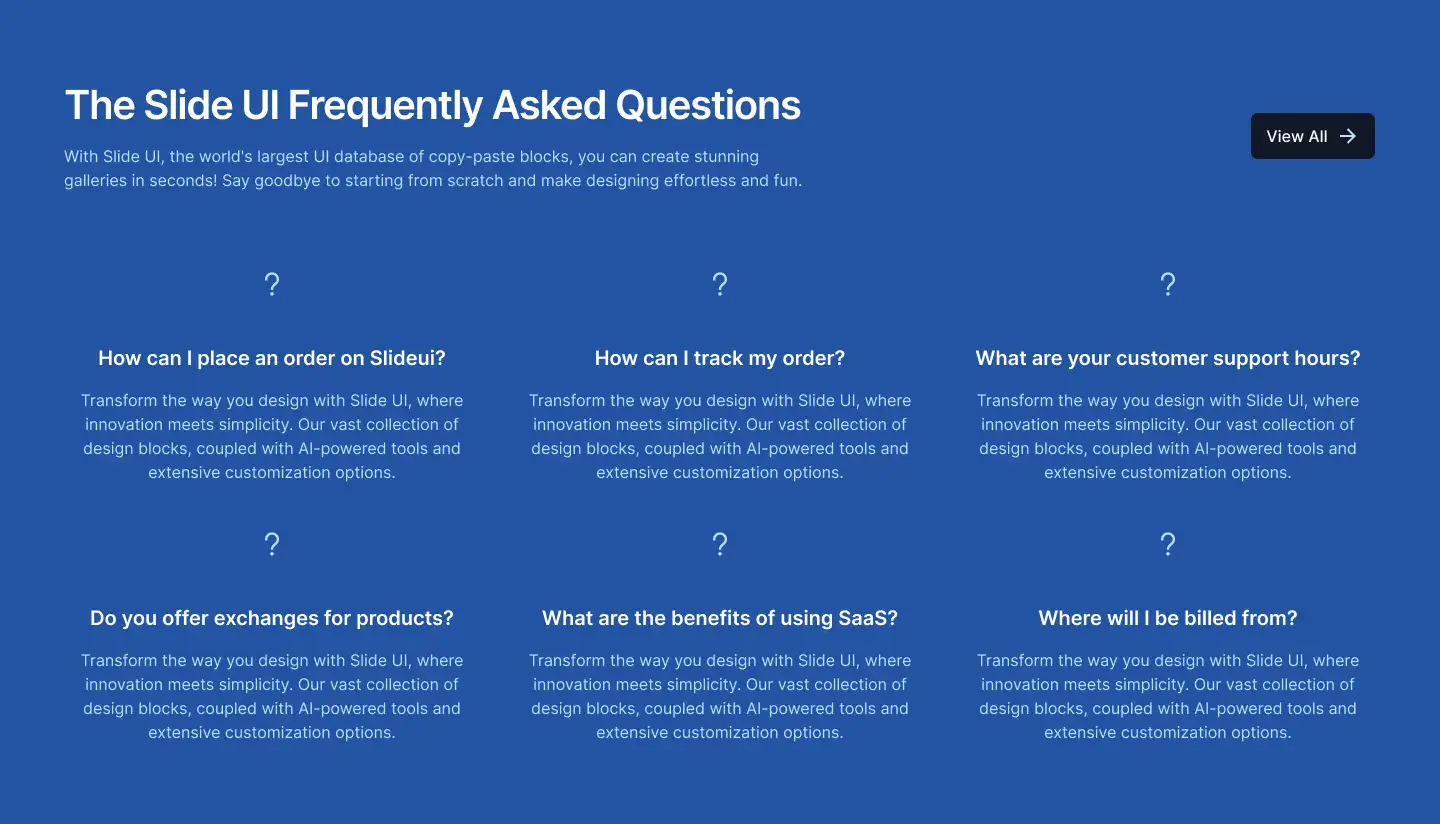 The Slide UI Frequently Asked Questions
With Slide UI, the world's largest UI database of copy-paste blocks, you can create stunning
galleries in seconds! Say goodbye to starting from scratch and make designing effortless and fun.
View All
?
How can I place an order on Slideui?
Transform the way you design with Slide UI, where
innovation meets simplicity. Our vast collection of
design blocks, coupled with AI-powered tools and
extensive customization options.
?
How can I track my order?
Transform the way you design with Slide UI, where
innovation meets simplicity. Our vast collection of
design blocks, coupled with AI-powered tools and
extensive customization options.
?
What are your customer support hours?
Transform the way you design with Slide UI, where
innovation meets simplicity. Our vast collection of
design blocks, coupled with AI-powered tools and
extensive customization options.
?
Do you offer exchanges for products?
Transform the way you design with Slide UI, where
innovation meets simplicity. Our vast collection of
design blocks, coupled with AI-powered tools and
extensive customization options.
?
What are the benefits of using SaaS?
Transform the way you design with Slide UI, where
innovation meets simplicity. Our vast collection of
design blocks, coupled with AI-powered tools and
extensive customization options.
?
Where will I be billed from?
Transform the way you design with Slide UI, where
innovation meets simplicity. Our vast collection of
design blocks, coupled with AI-powered tools and
extensive customization options.